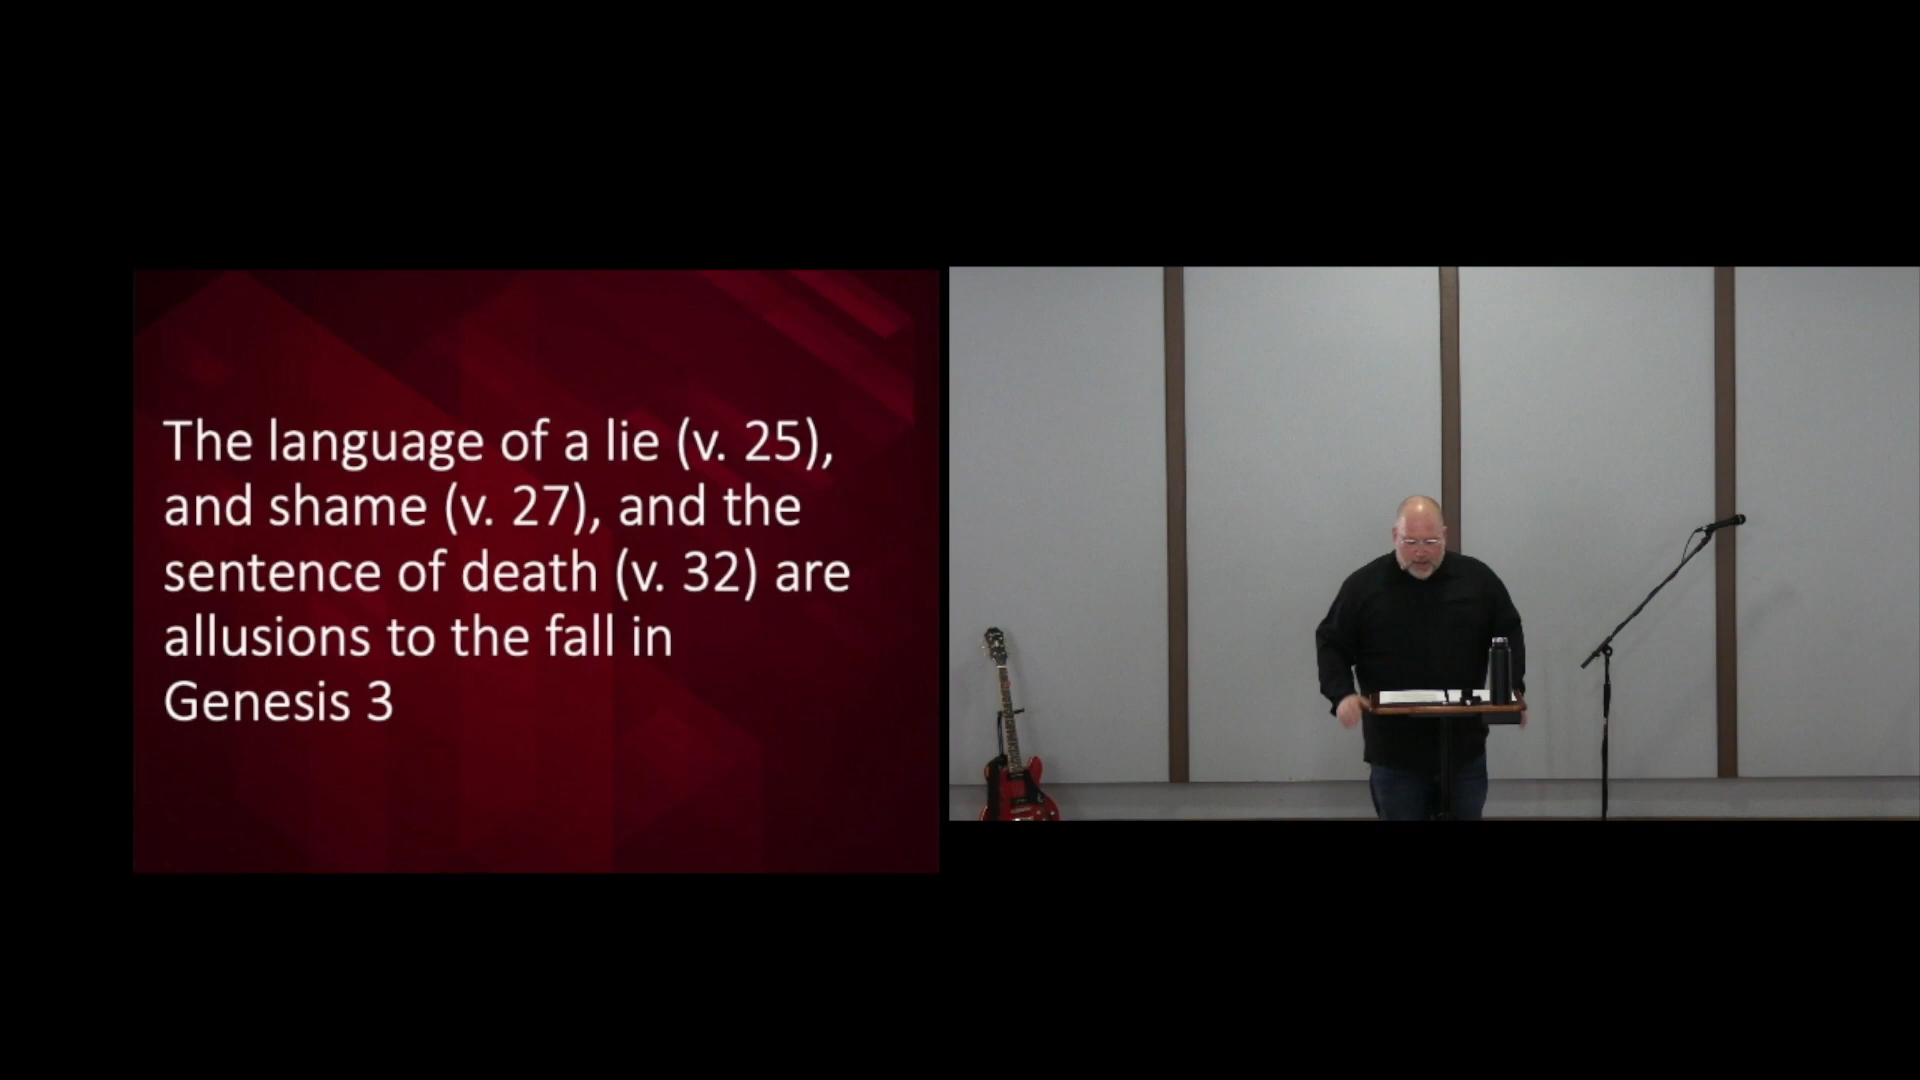 The language of a lie (v. 25),
and shame (v. 27), and the
sentence of death (v. 32) are
allusions to the fall in
Genesis 3